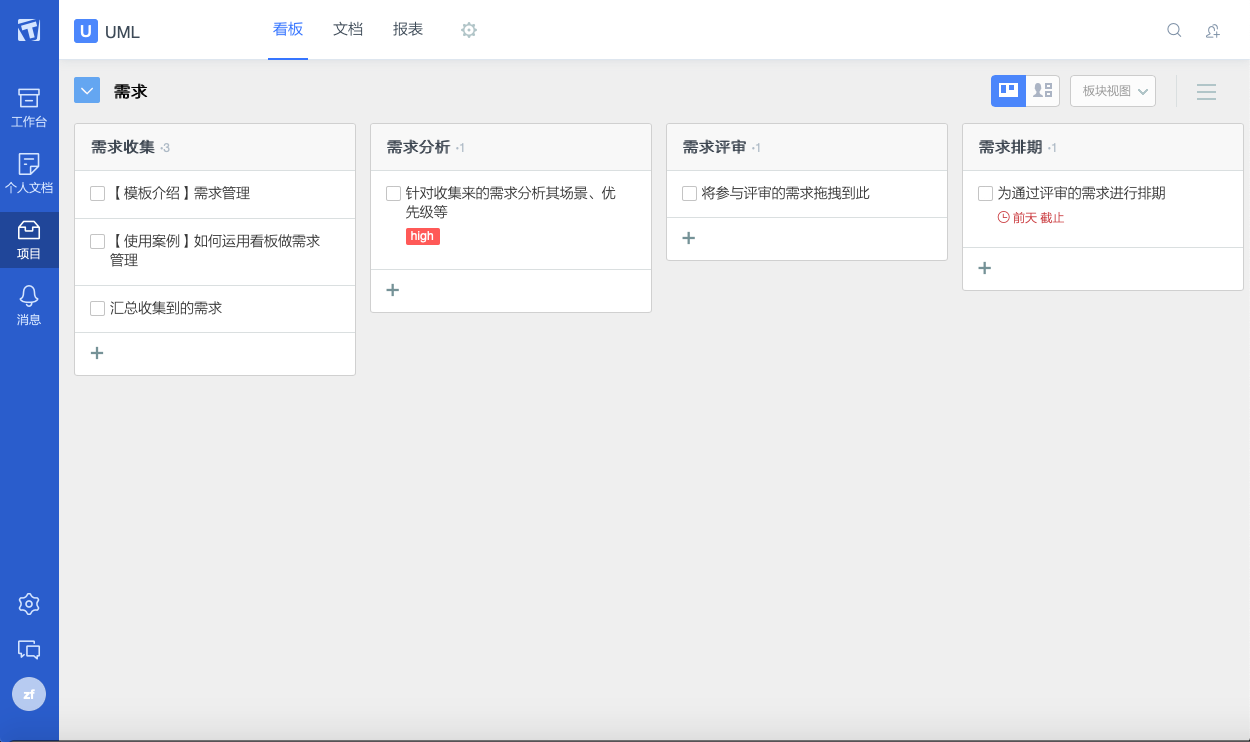 U UML 看板 文档 报表
需求
板块视图
工作台
个人文档
项目
消息
zf
需求收集 ·3
【模板介绍】需求管理
【使用案例】如何运用看板做需求
管理
汇总收集到的需求
+
需求分析 ·1
针对收集来的需求分析其场景、优
先级等
high
+
需求评审 ·1
将参与评审的需求拖拽到此
+
需求排期 ·1
为通过评审的需求进行排期
前天 截止
+